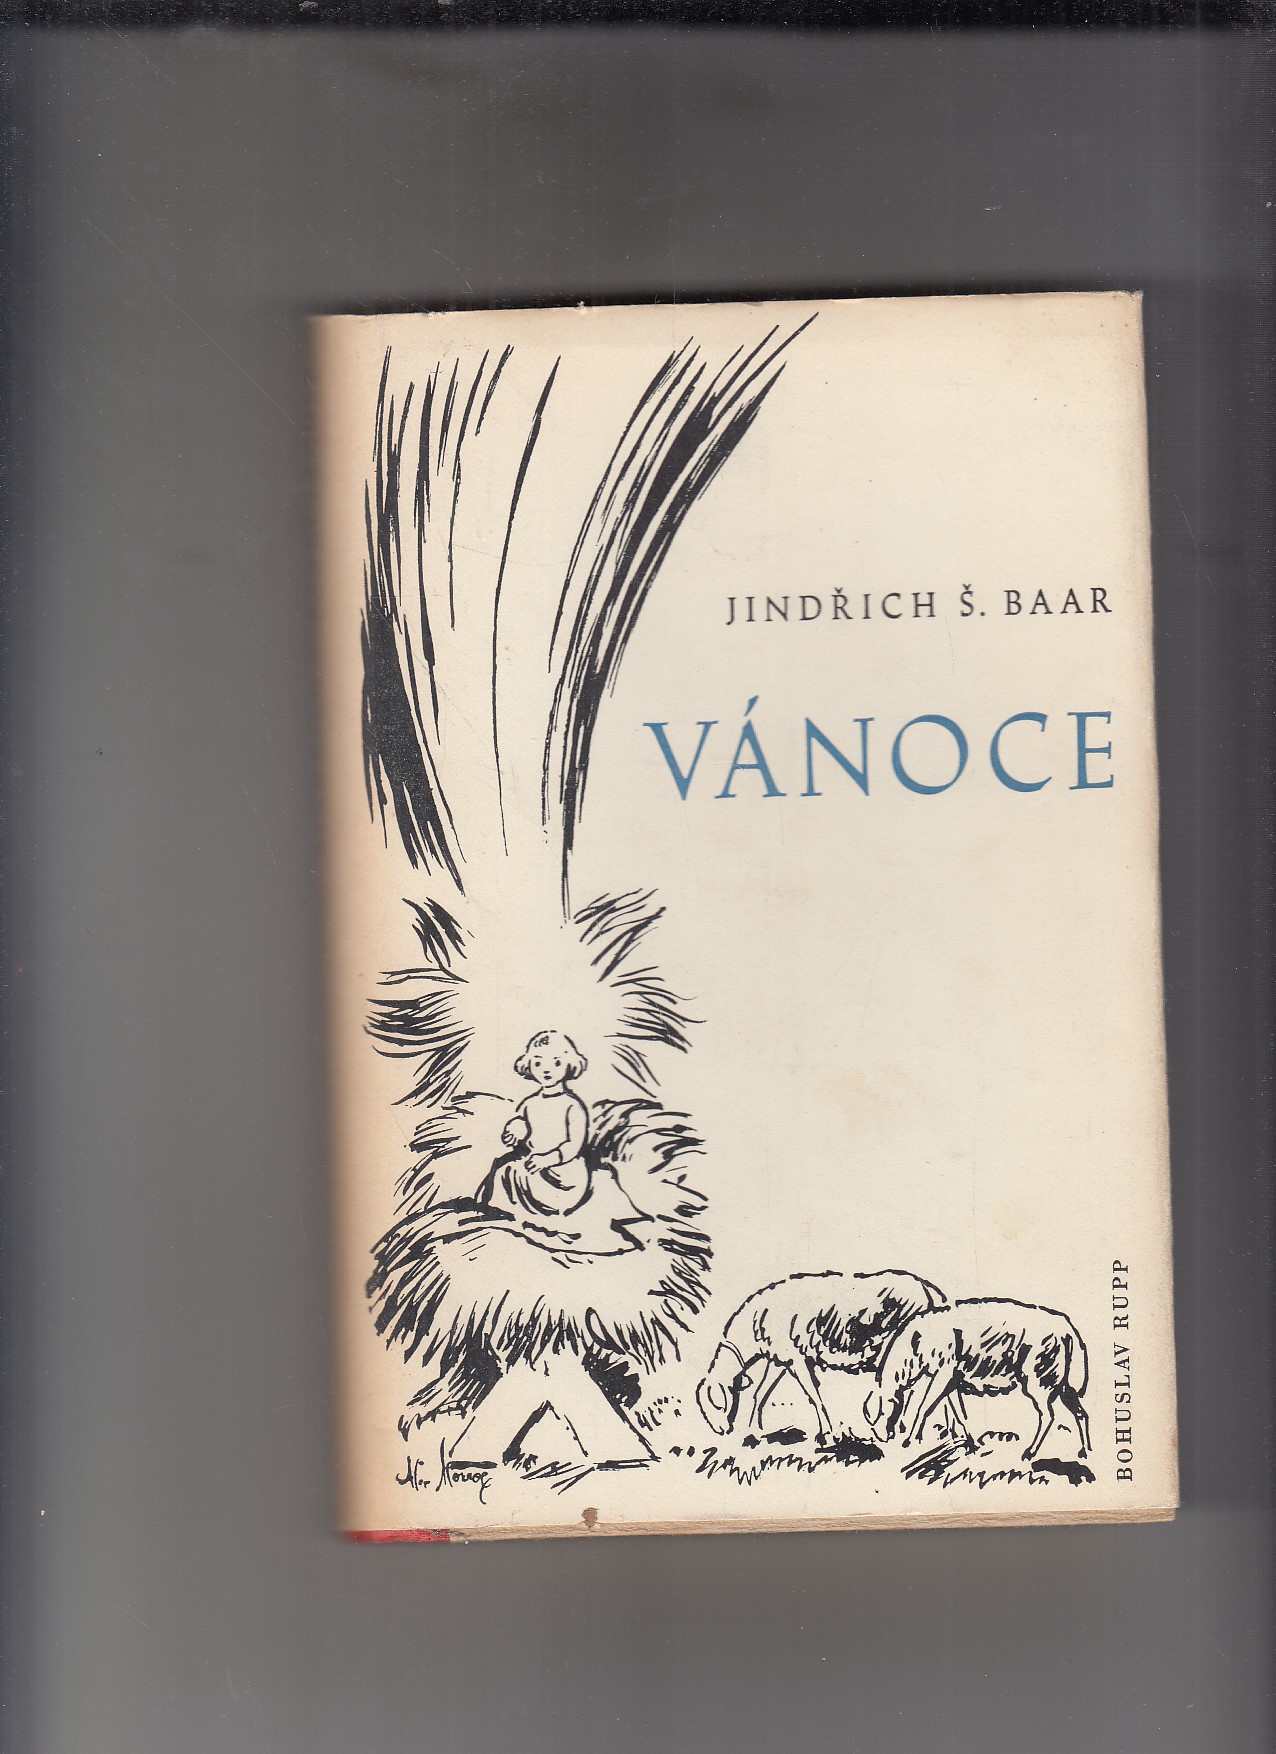 JINDŘICH Š. BAAR
VÁNOCE
BOHUSLAV RUPP